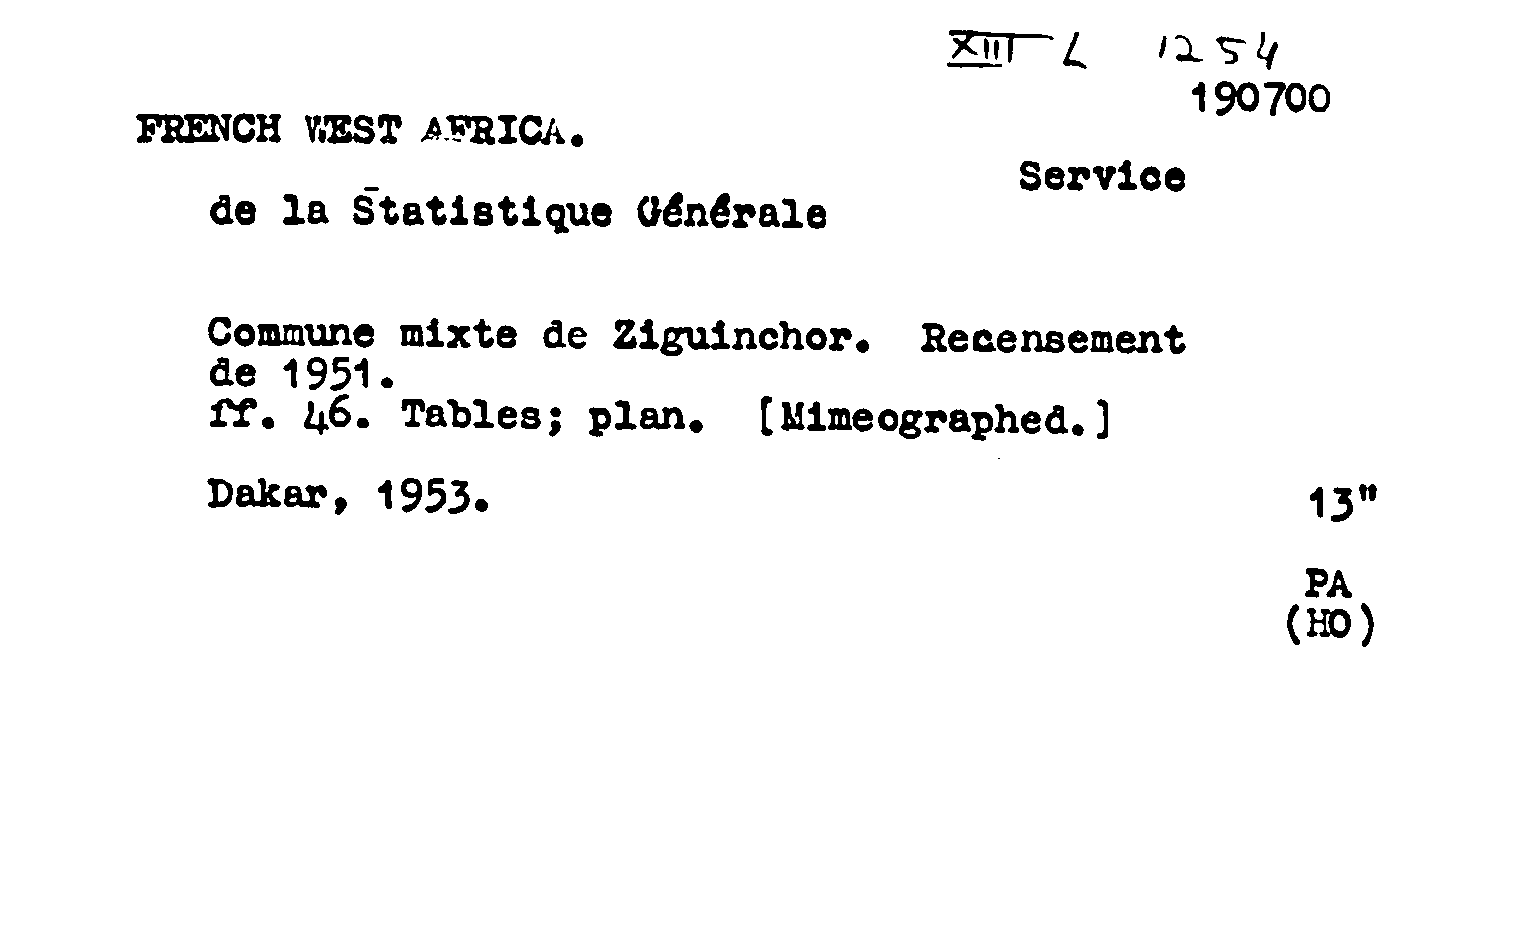 XIII L 1254
190700
FRENCH WEST AFRICA.
Service
de la Statistique Générale
Commune mixte de Ziguinchor. Recensement
de 1951.
ff. 46. Tables; plan. [Mimeographed.]
Dakar, 1953.
13"
PA
(HO)